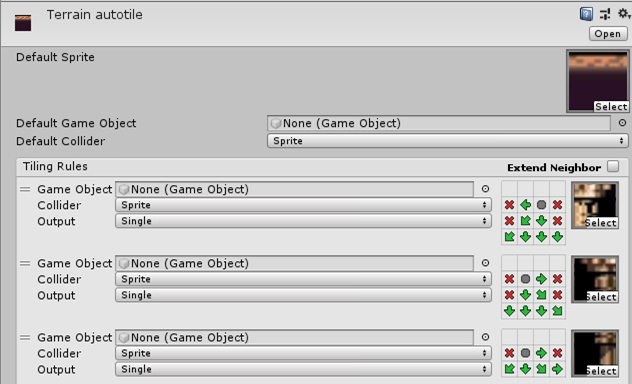 Terrain autotile
Open
Default Sprite
Select
Default Game Object None (Game Object)
Default Collider Sprite
Tiling Rules Extend Neighbor
Game Object None (Game Object)
Collider Sprite
Output Single
Select
Game Object None (Game Object)
Collider Sprite
Output Single
Select
Game Object None (Game Object)
Collider Sprite
Output Single
Select